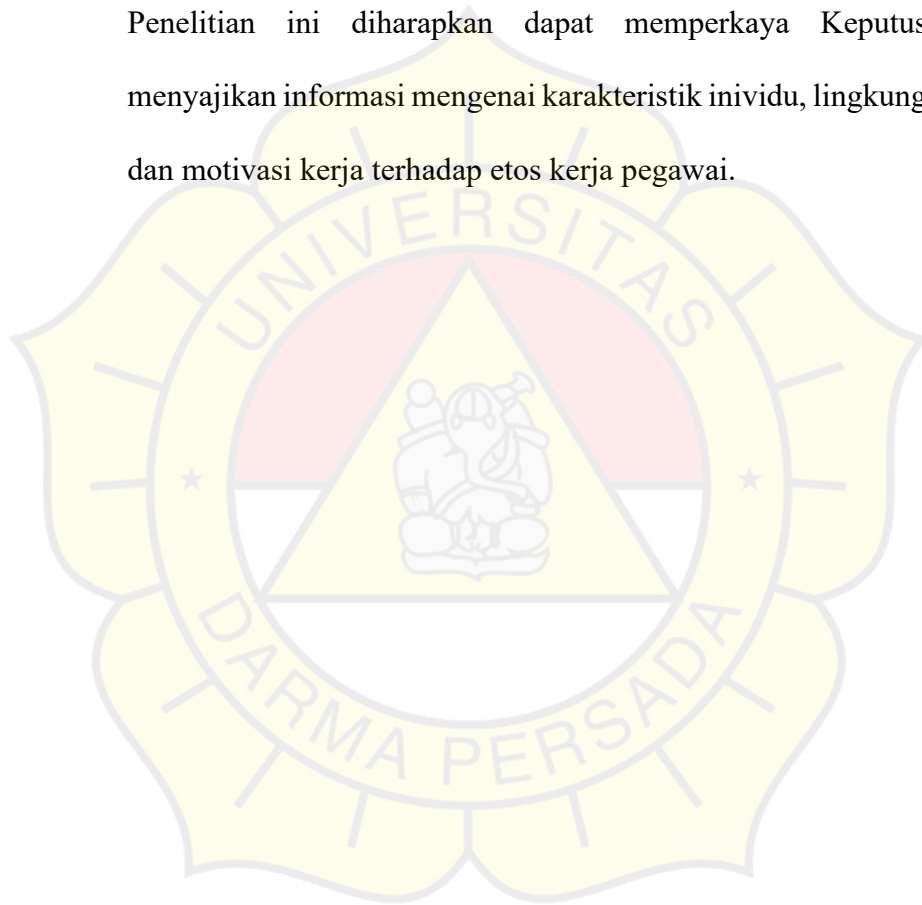 Penelitian ini diharapkan dapat memperkaya Keputus
menyajikan informasi mengenai karakteristik inividu, lingkung
dan motivasi kerja terhadap etos kerja pegawai.
UNIVERSITAS
DARMA PERSADA